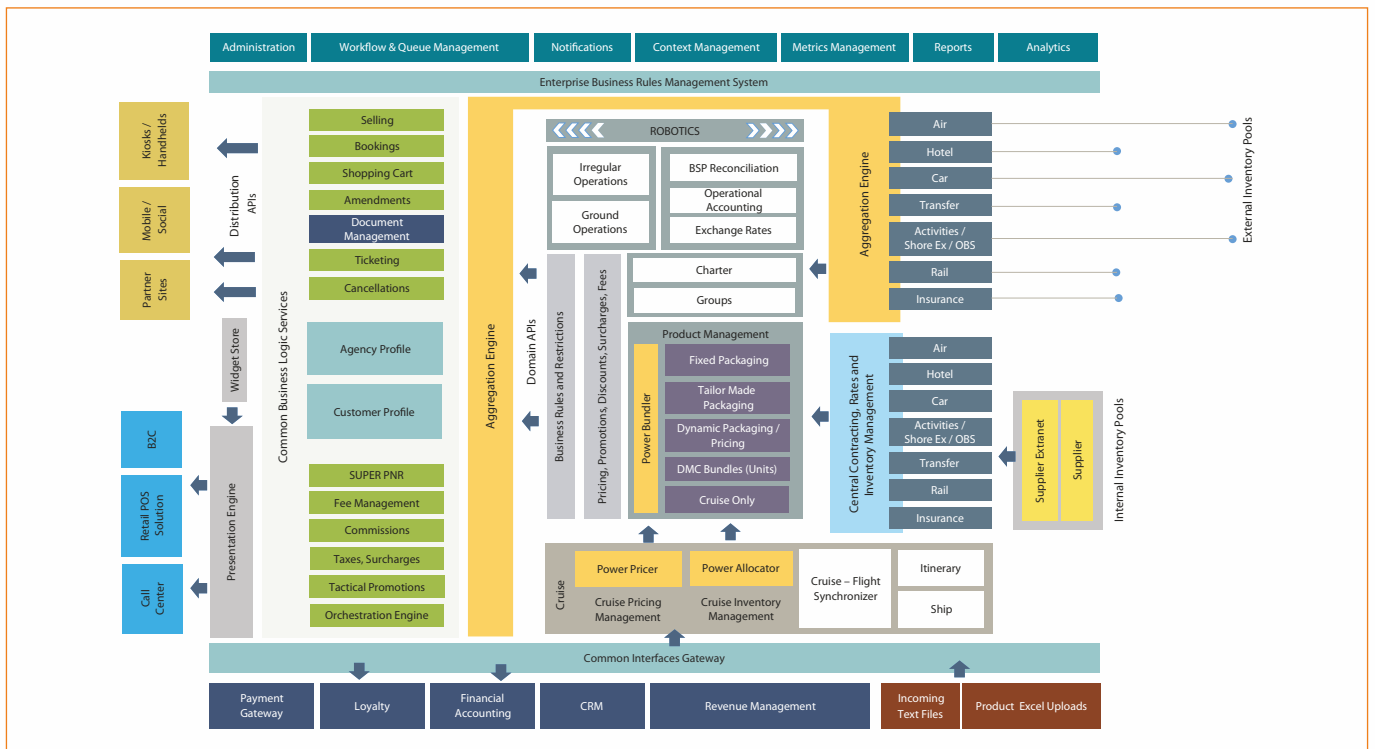 Administration
Workflow & Queue Management
Notifications
Context Management
Metrics Management
Reports
Analytics
Enterprise Business Rules Management System
Kiosks /
Handhelds
Mobile /
Social
Partner
Sites
Distribution
APIs
Widget Store
B2C
Retail POS
Solution
Call
Center
Presentation Engine
Common Business Logic Services
Selling
Bookings
Shopping Cart
Amendments
Document
Management
Ticketing
Cancellations
Agency Profile
Customer Profile
SUPER PNR
Fee Management
Commissions
Taxes, Surcharges
Tactical Promotions
Orchestration Engine
Aggregation Engine
Domain APIs
ROBOTICS
Irregular
Operations
Ground
Operations
BSP Reconciliation
Operational
Accounting
Exchange Rates
Business Rules and Restrictions
Pricing, Promotions, Discounts, Surcharges, Fees
Charter
Groups
Product Management
Power Bundler
Fixed Packaging
Tailor Made
Packaging
Dynamic Packaging /
Pricing
DMC Bundles (Units)
Cruise Only
Cruise
Power Pricer
Cruise Pricing
Management
Power Allocator
Cruise Inventory
Management
Cruise – Flight
Synchronizer
Itinerary
Ship
Aggregation Engine
Air
Hotel
Car
Transfer
Activities /
Shore Ex / OBS
Rail
Insurance
External Inventory Pools
Central Contracting, Rates and
Inventory Management
Air
Hotel
Car
Activities /
Shore Ex / OBS
Transfer
Rail
Insurance
Supplier Extranet
Supplier
Internal Inventory Pools
Common Interfaces Gateway
Payment
Gateway
Loyalty
Financial
Accounting
CRM
Revenue Management
Incoming
Text Files
Product Excel Uploads